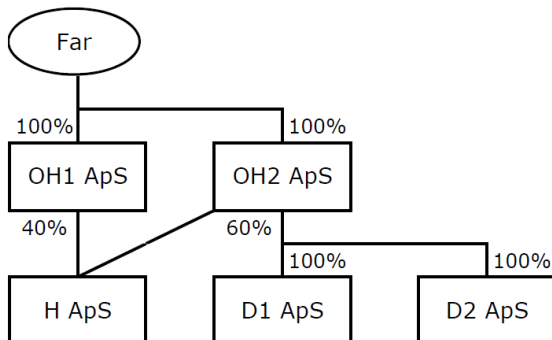 Far
100%
100%
OH1 ApS
OH2 ApS
40%
60%
100%
100%
H ApS
D1 ApS
D2 ApS